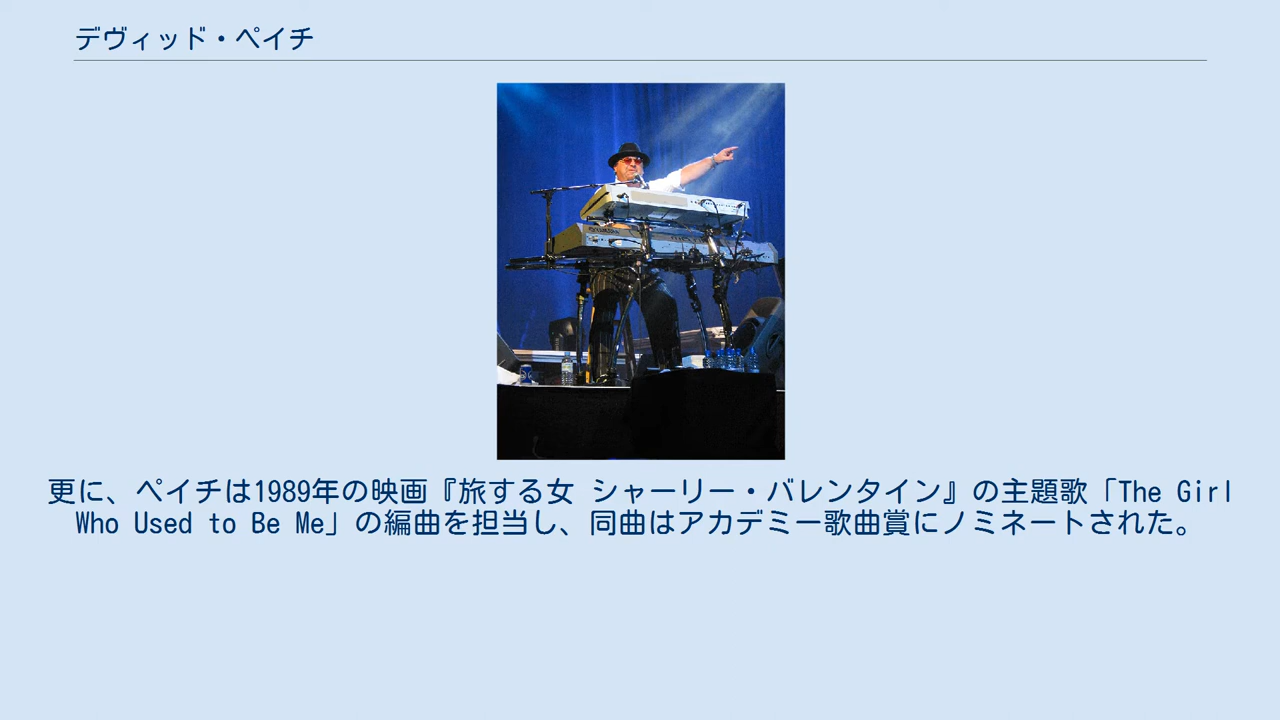 デヴィッド・ペイチ
更に、ペイチは1989年の映画『旅する女 シャーリー・バレンタイン』の主題歌「The Girl
Who Used to Be Me」の編曲を担当し、同曲はアカデミー歌曲賞にノミネートされた。